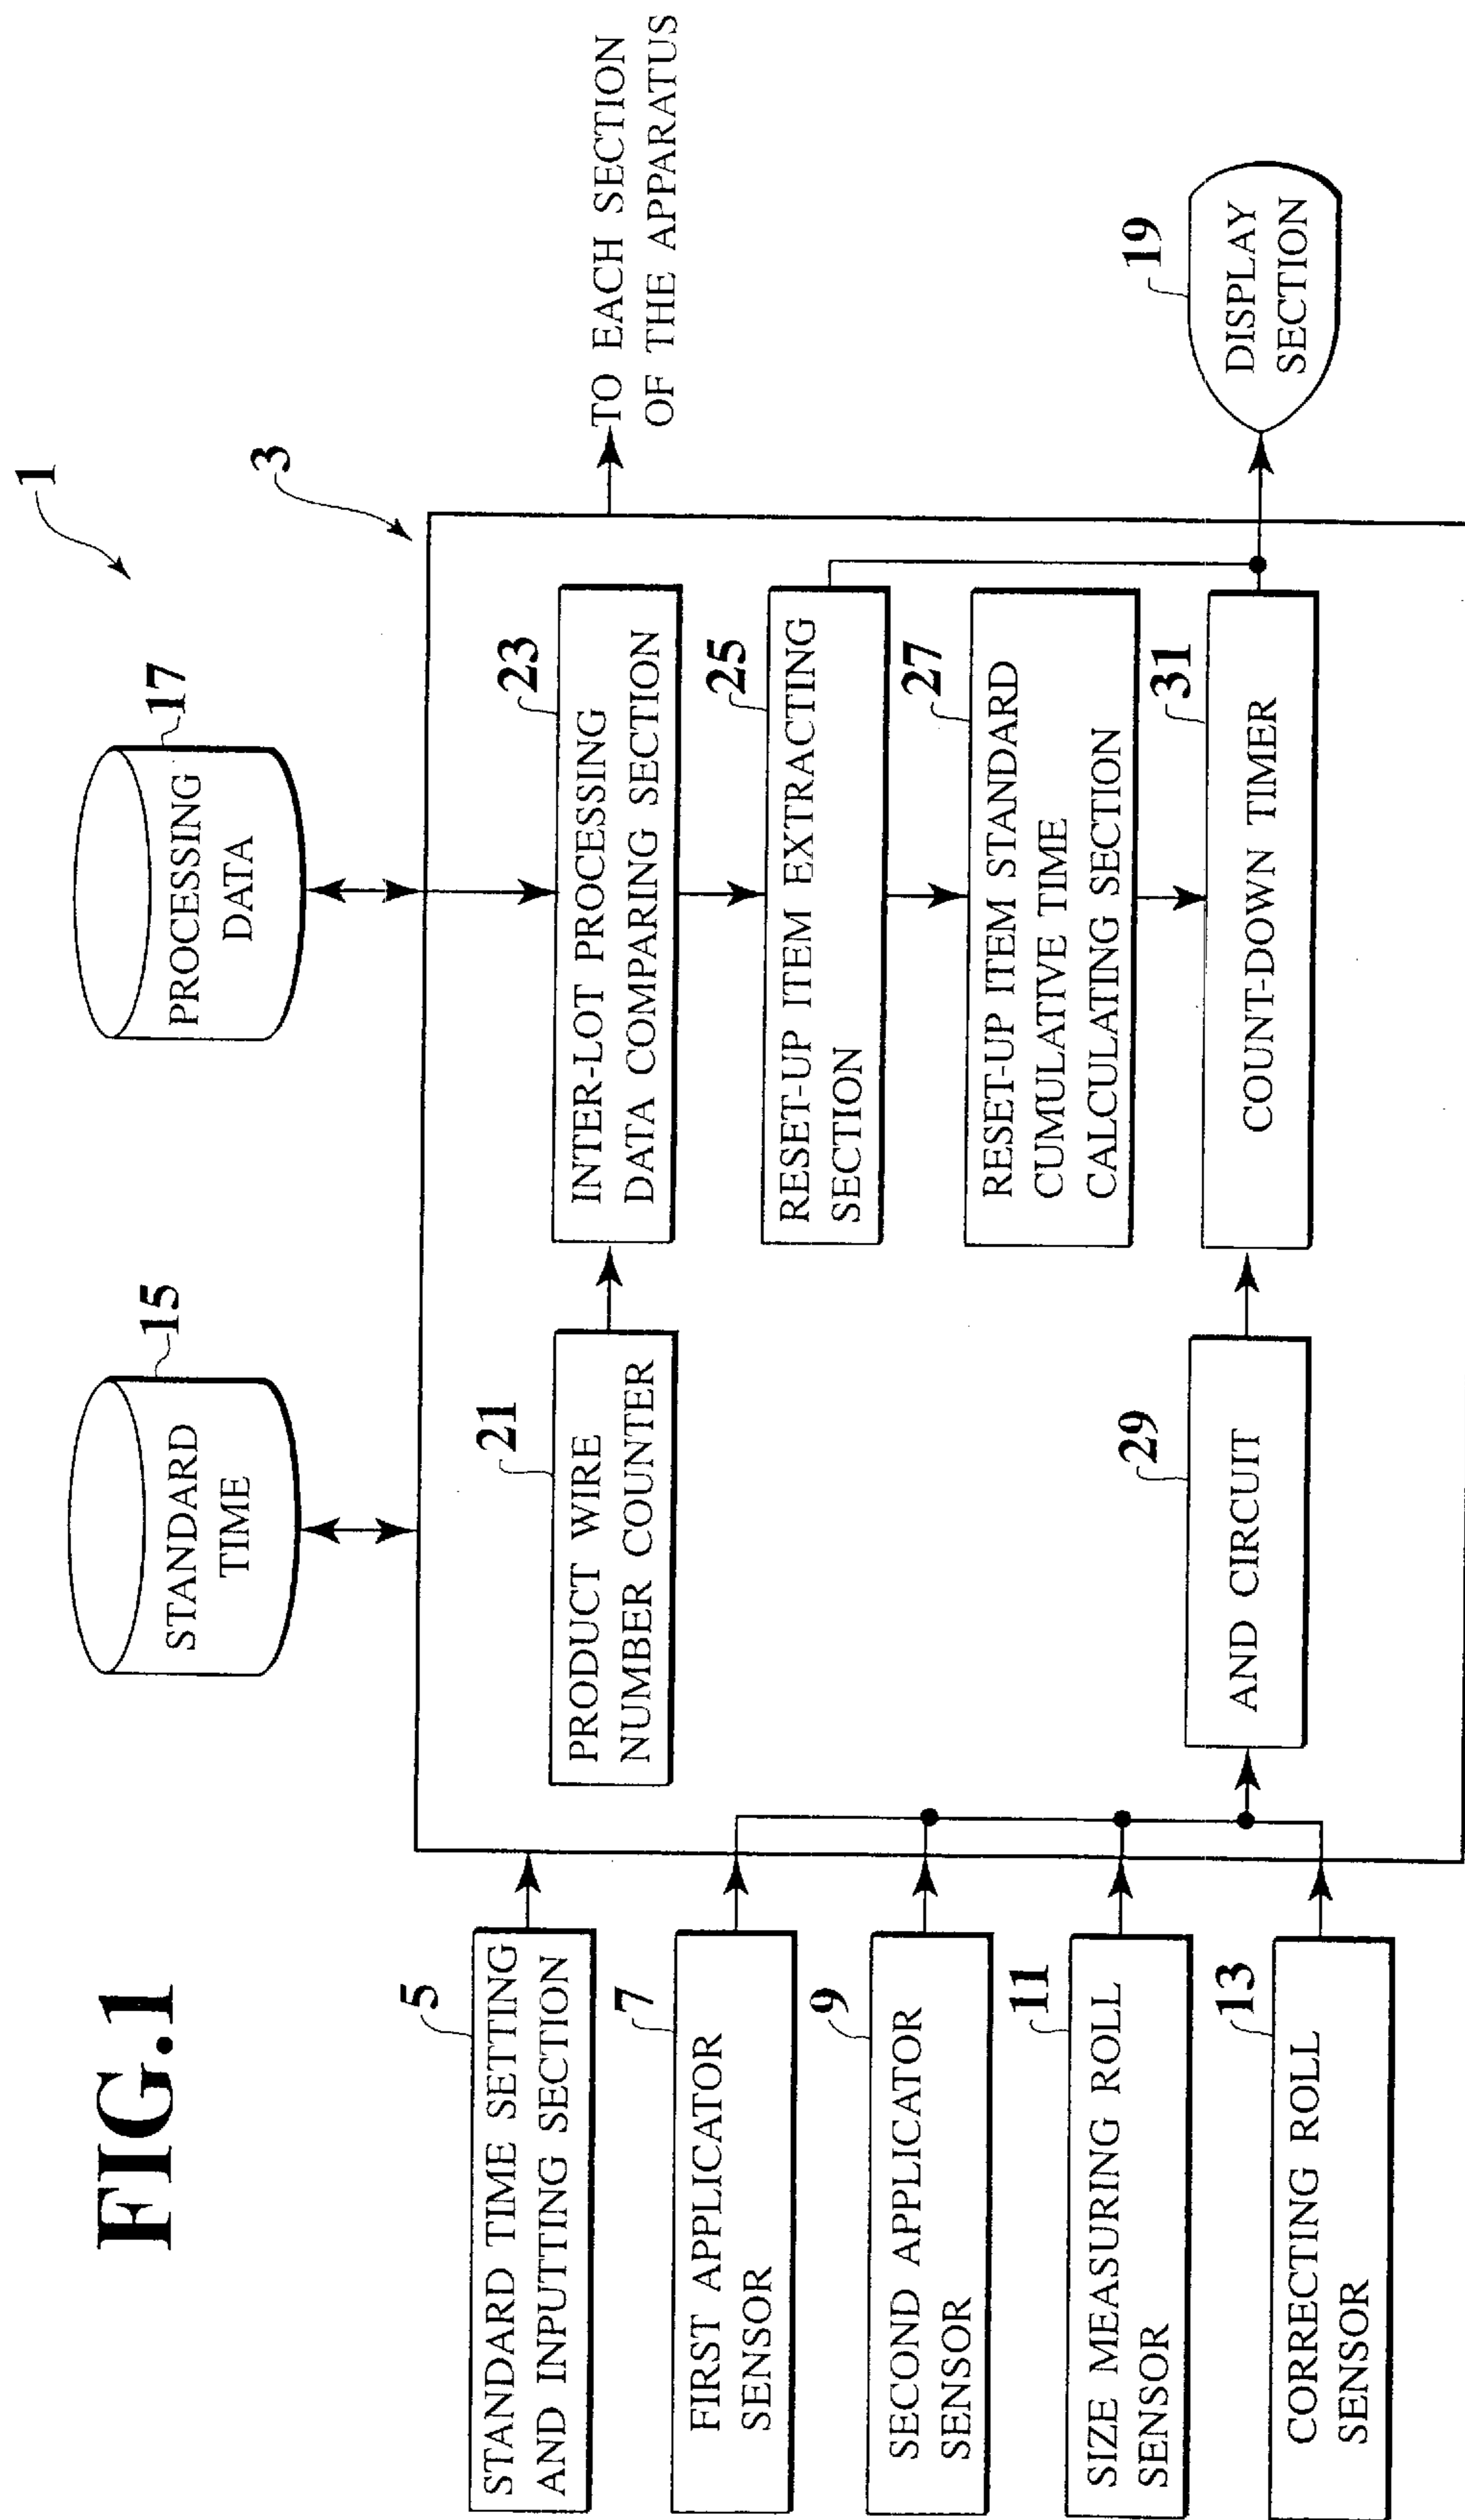 FIG.1
1
STANDARD
TIME
15
PROCESSING
DATA
17
3
STANDARD TIME SETTING
AND INPUTTING SECTION
5
FIRST APPLICATOR
SENSOR
7
SECOND APPLICATOR
SENSOR
9
SIZE MEASURING ROLL
SENSOR
11
CORRECTING ROLL
SENSOR
13
PRODUCT WIRE
NUMBER COUNTER
21
INTER-LOT PROCESSING
DATA COMPARING SECTION
23
RESET-UP ITEM EXTRACTING
SECTION
25
RESET-UP ITEM STANDARD
CUMULATIVE TIME
CALCULATING SECTION
27
AND CIRCUIT
29
COUNT-DOWN TIMER
31
TO EACH SECTION
OF THE APPARATUS
DISPLAY
SECTION
19